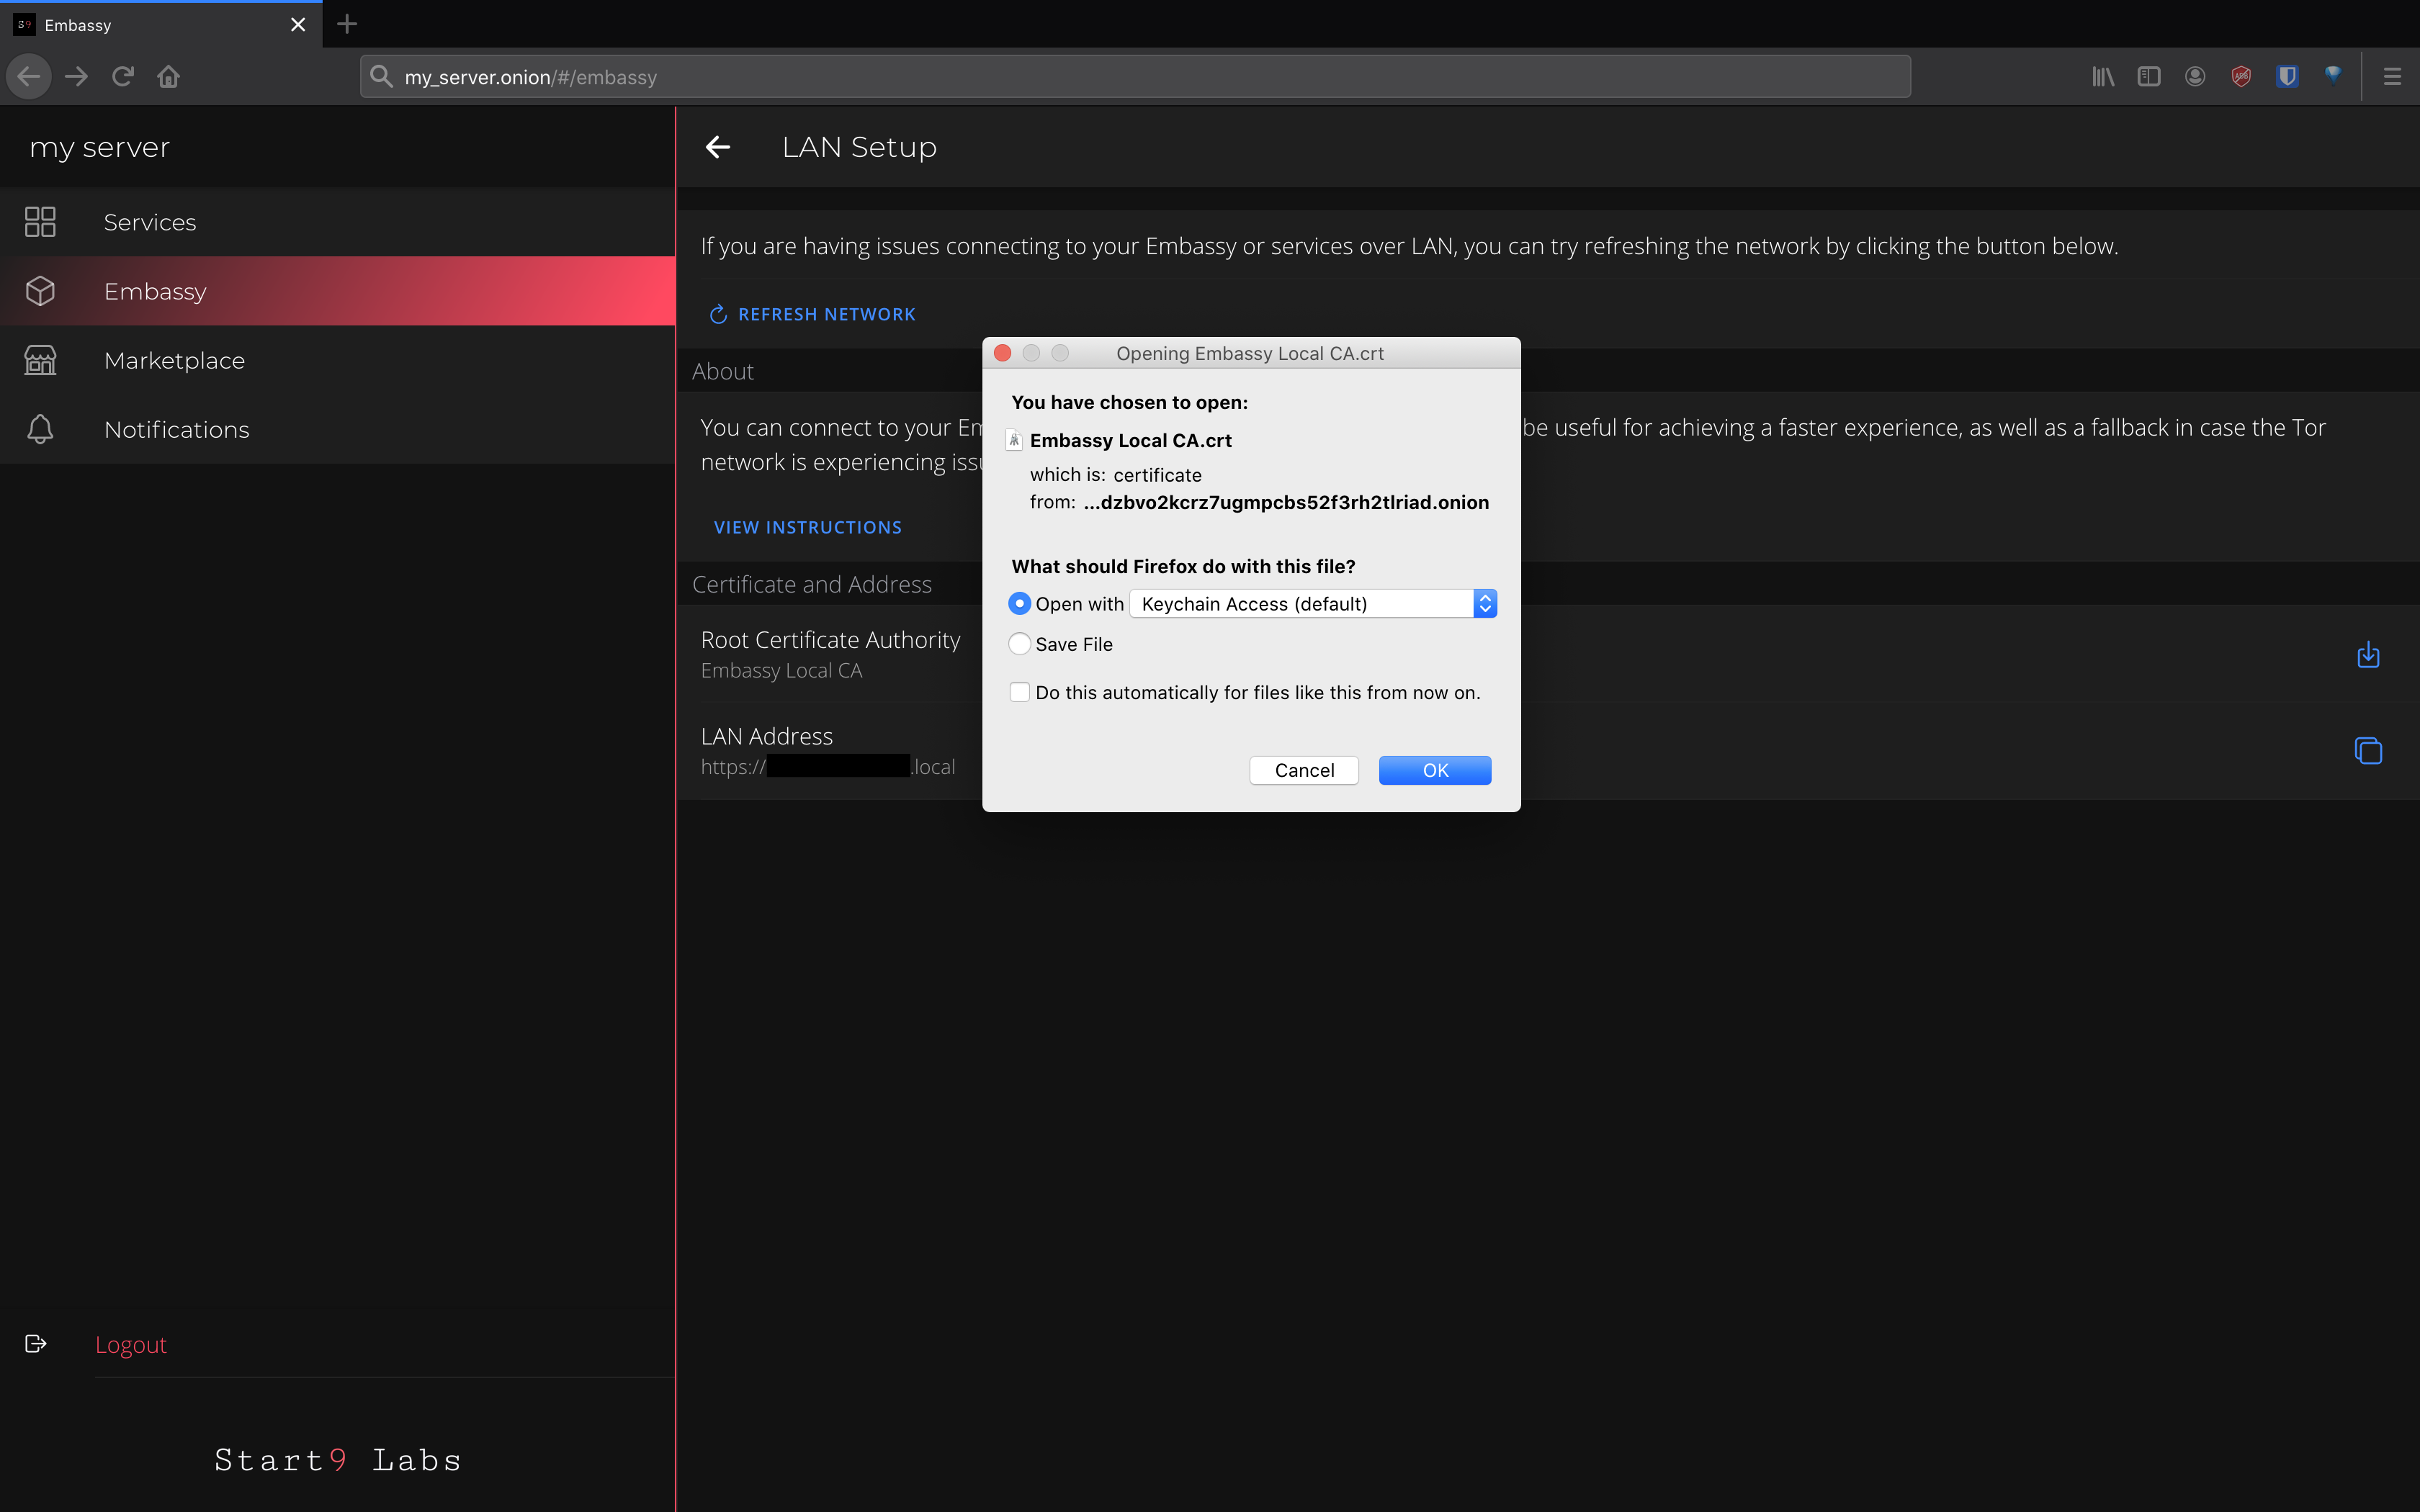 S9 Embassy
my_server.onion/#/embassy
ABP
my server
Services
Embassy
Marketplace
Notifications
Logout
Start9 Labs
LAN Setup
If you are having issues connecting to your Embassy or services over LAN, you can try refreshing the network by clicking the button below.
REFRESH NETWORK
About
You can connect to your Em be useful for achieving a faster experience, as well as a fallback in case the Tor
network is experiencing issu
VIEW INSTRUCTIONS
Certificate and Address
Root Certificate Authority
Embassy Local CA
LAN Address
https:// .local
Opening Embassy Local CA.crt
You have chosen to open:
Embassy Local CA.crt
which is: certificate
from: ...dzbvo2kcrz7ugmpcbs52f3rh2tlriad.onion
What should Firefox do with this file?
Open with Keychain Access (default)
Save File
Do this automatically for files like this from now on.
Cancel OK